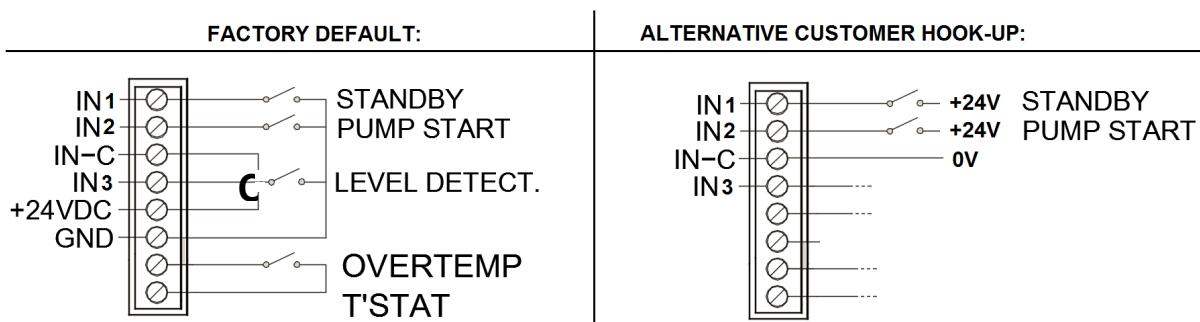 FACTORY DEFAULT:
IN1 STANDBY
IN2 PUMP START
IN-C
IN3 LEVEL DETECT.
+24VDC
GND
OVERTEMP
T'STAT
ALTERNATIVE CUSTOMER HOOK-UP:
IN1 +24V STANDBY
IN2 +24V PUMP START
IN-C 0V
IN3